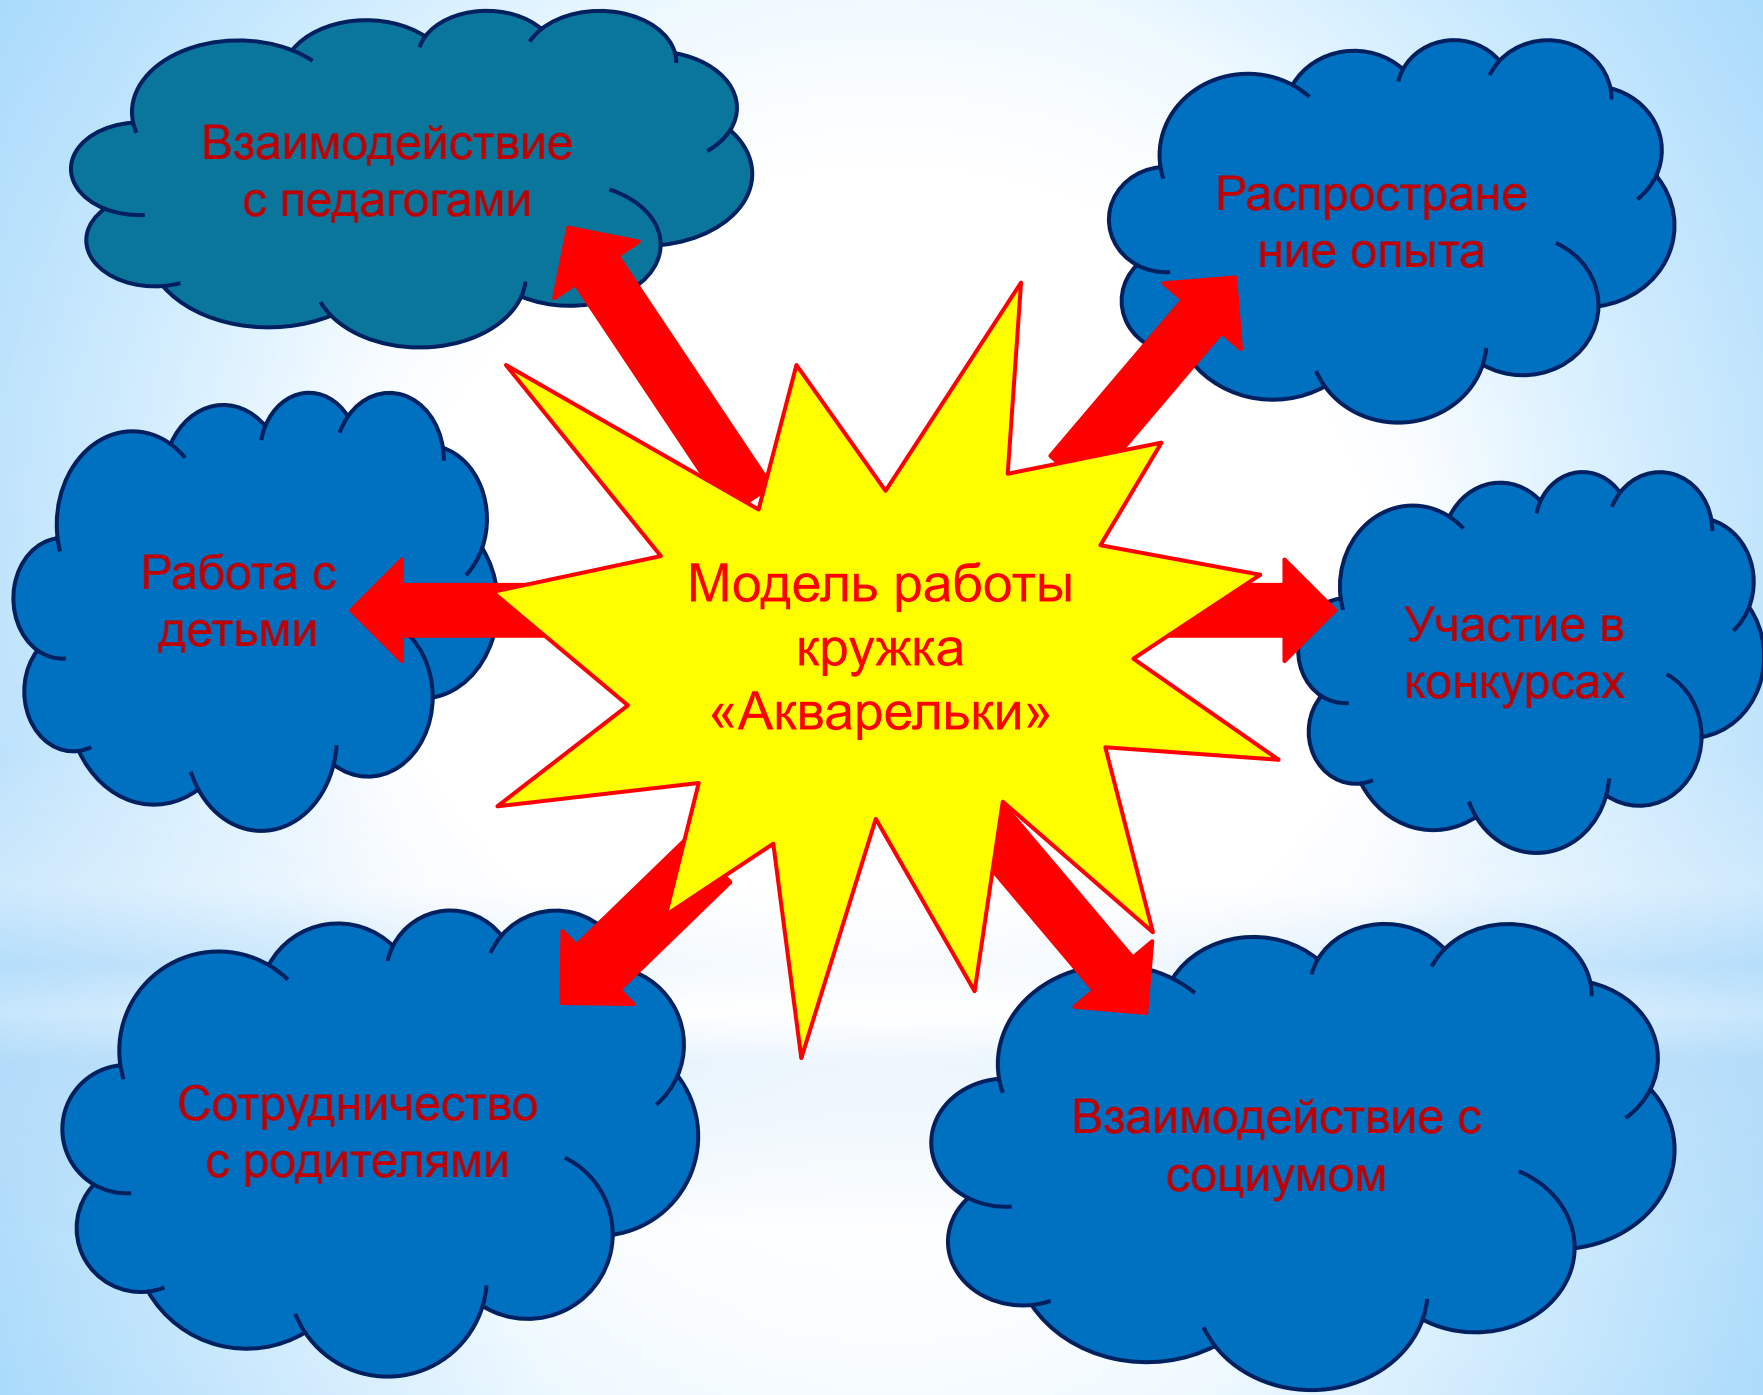 Взаимодействие
с педагогами
Распростране
ние опыта
Работа с
детьми
Модель работы
кружка
«Акварельки»
Участие в
конкурсах
Сотрудничество
с родителями
Взаимодействие с
социумом